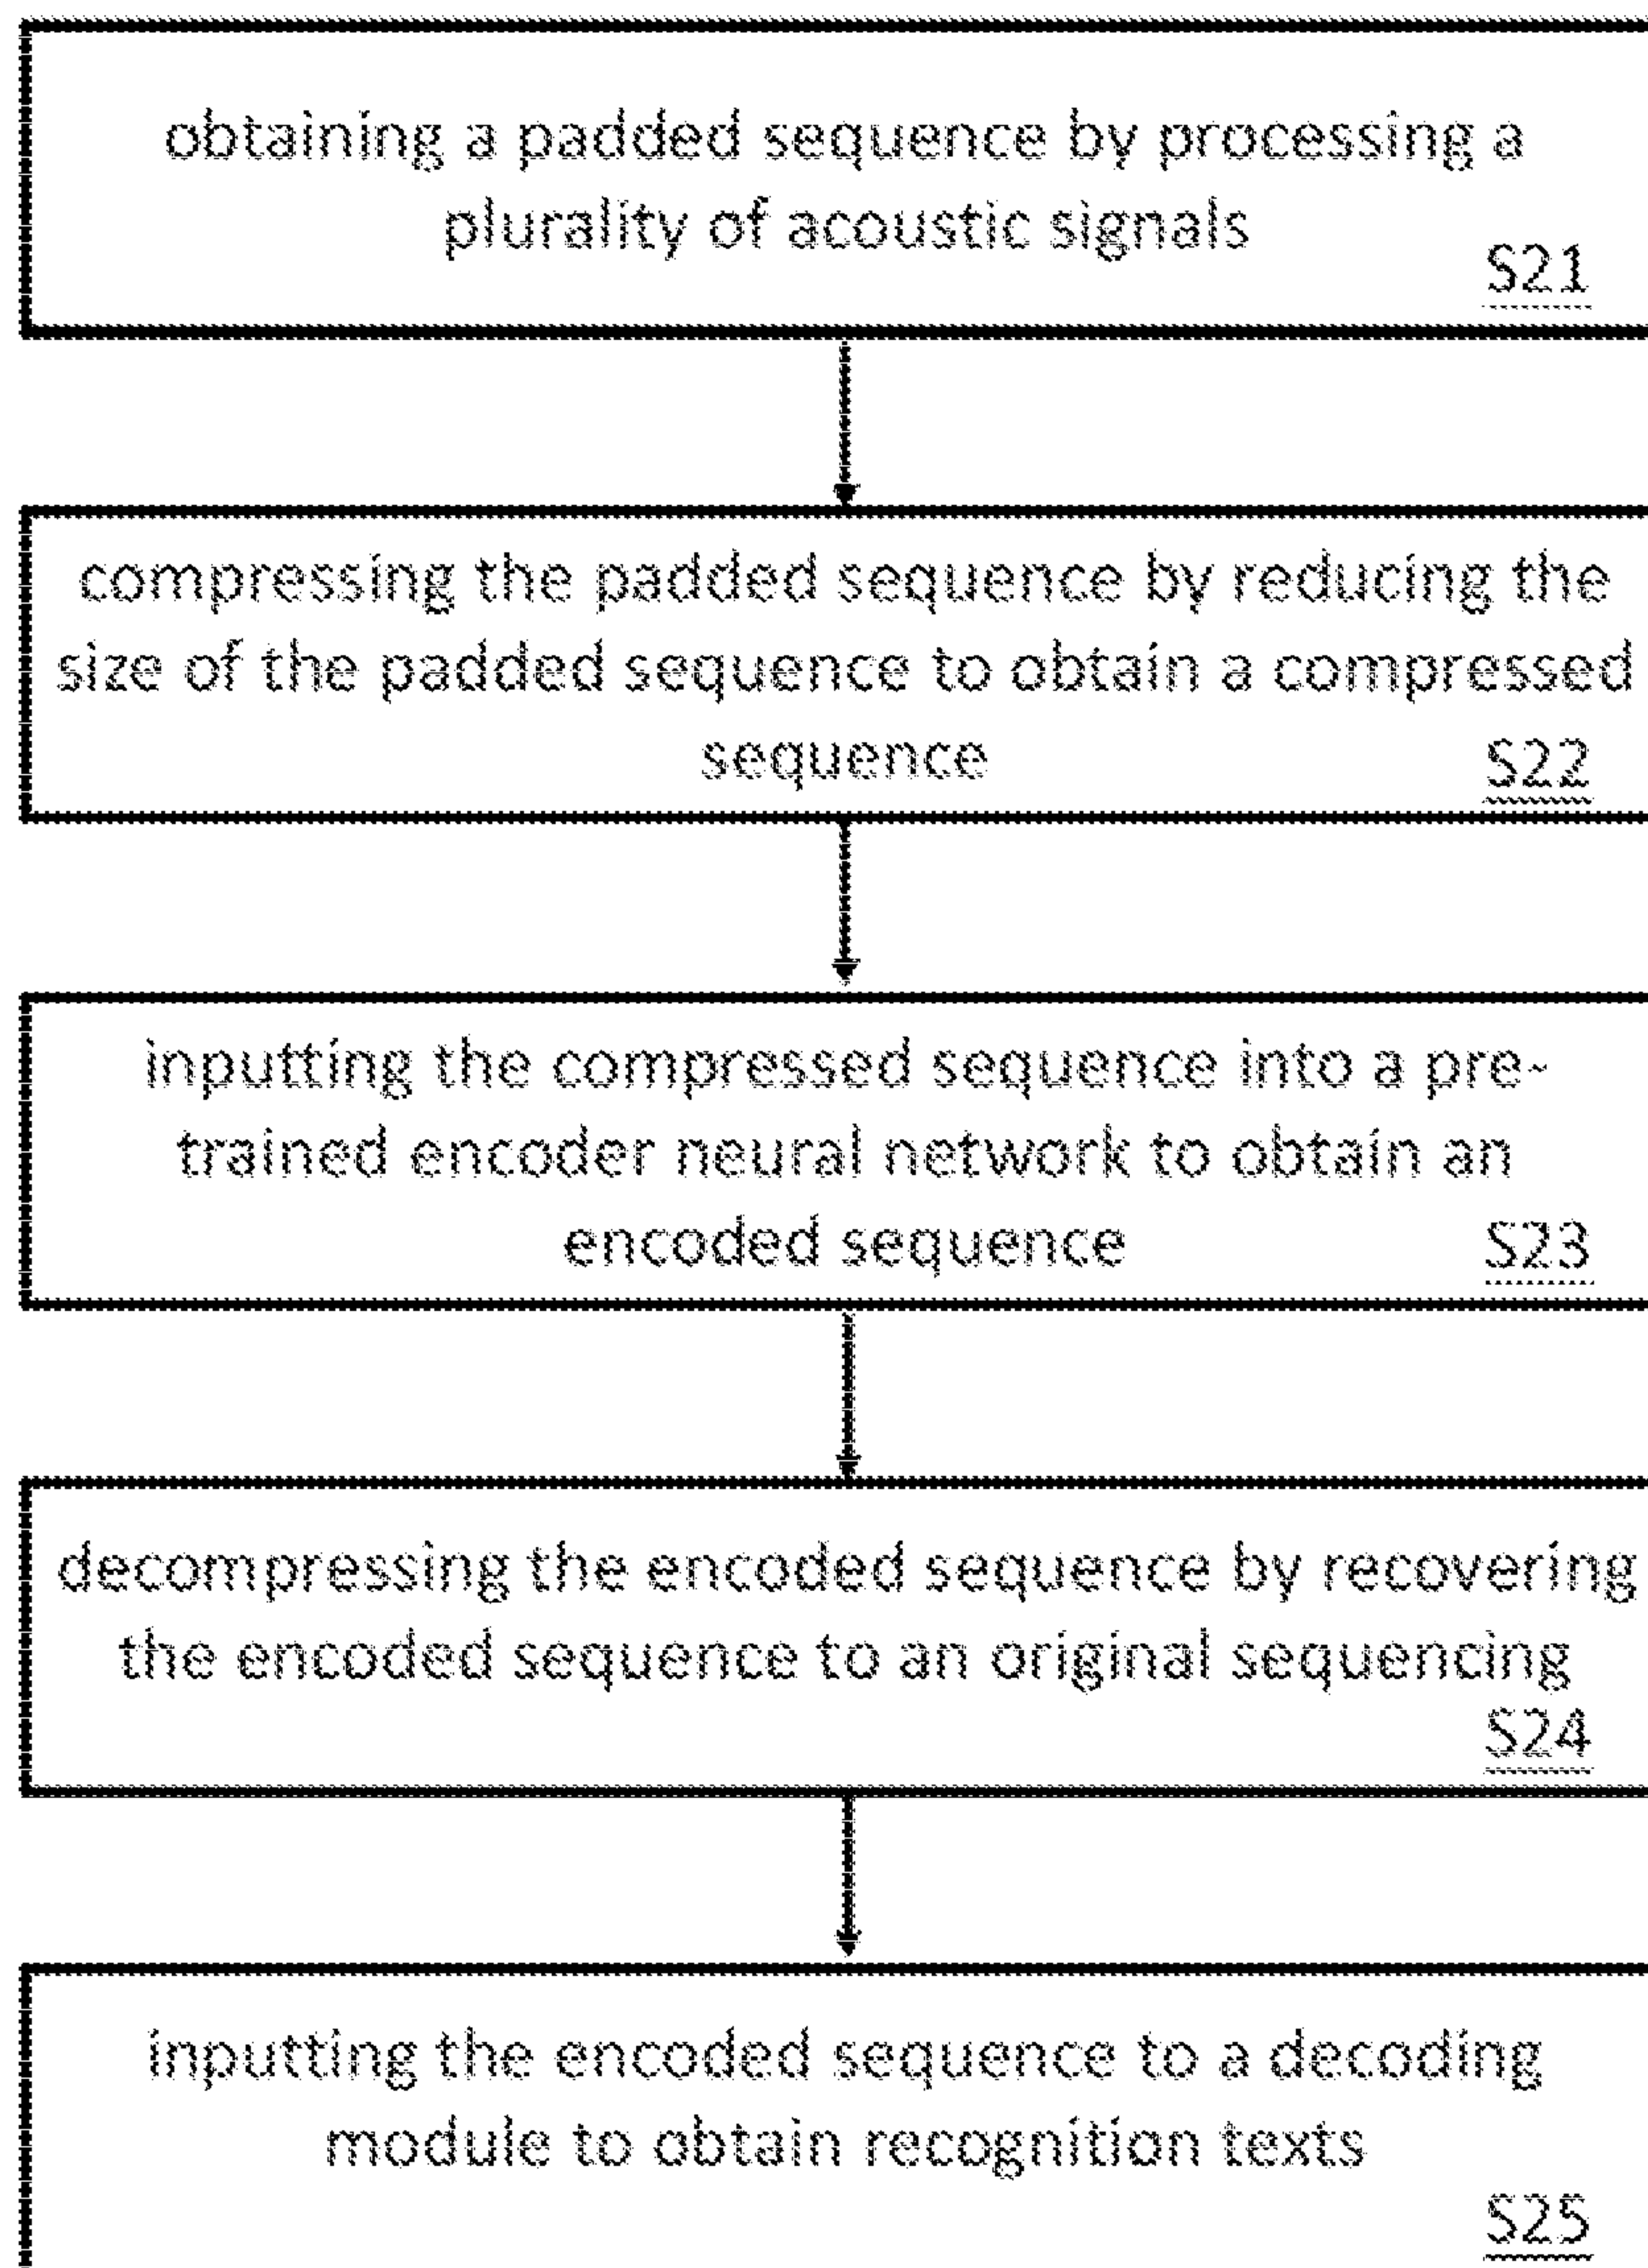 obtaining a padded sequence by processing a
plurality of acoustic signals
S21
compressing the padded sequence by reducing the
size of the padded sequence to obtain a compressed
sequence
S22
inputting the compressed sequence into a pre-
trained encoder neural network to obtain an
encoded sequence
S23
decompressing the encoded sequence by recovering
the encoded sequence to an original sequencing
S24
inputting the encoded sequence to a decoding
module to obtain recognition texts
S25